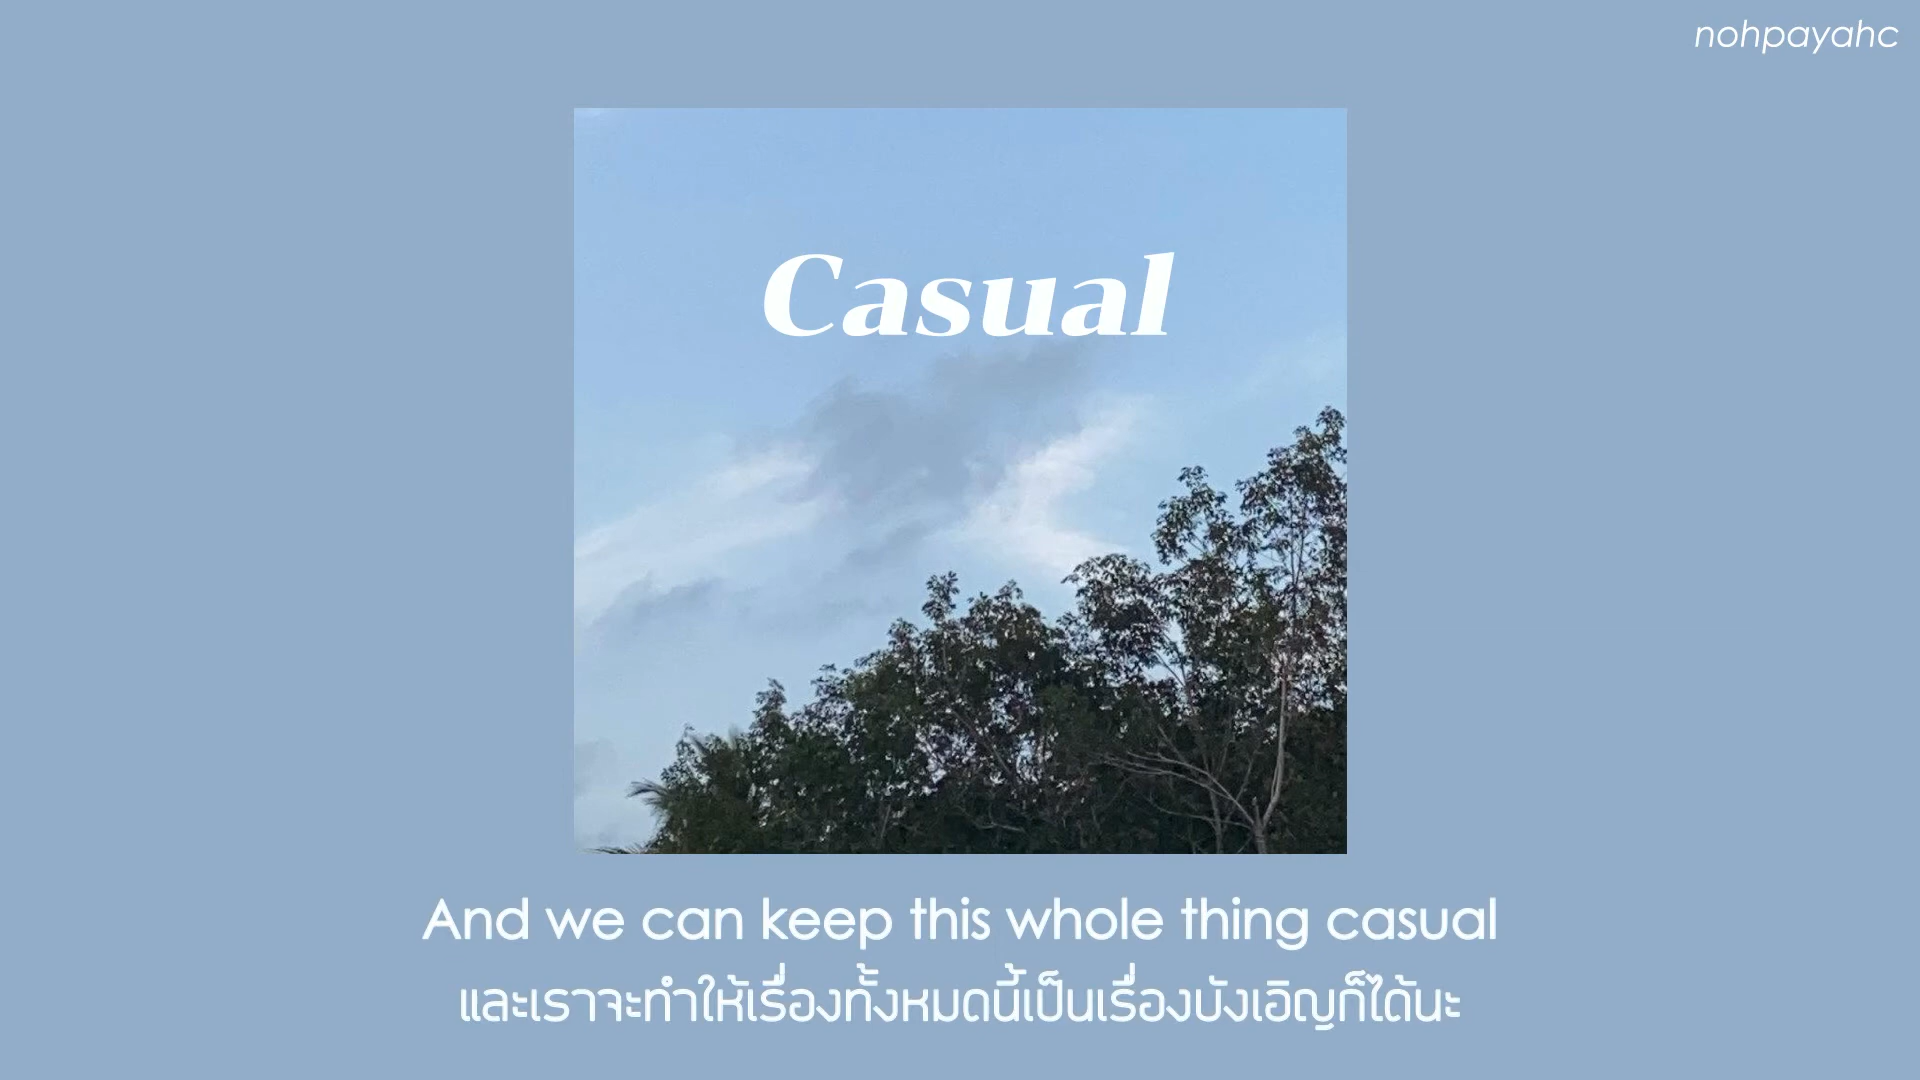 nohpayahc
Casual
And we can keep this whole thing casual
และเราจะทำให้เรื่องทั้งหมดนี้เป็นเรื่องบังเอิญก็ได้นะ